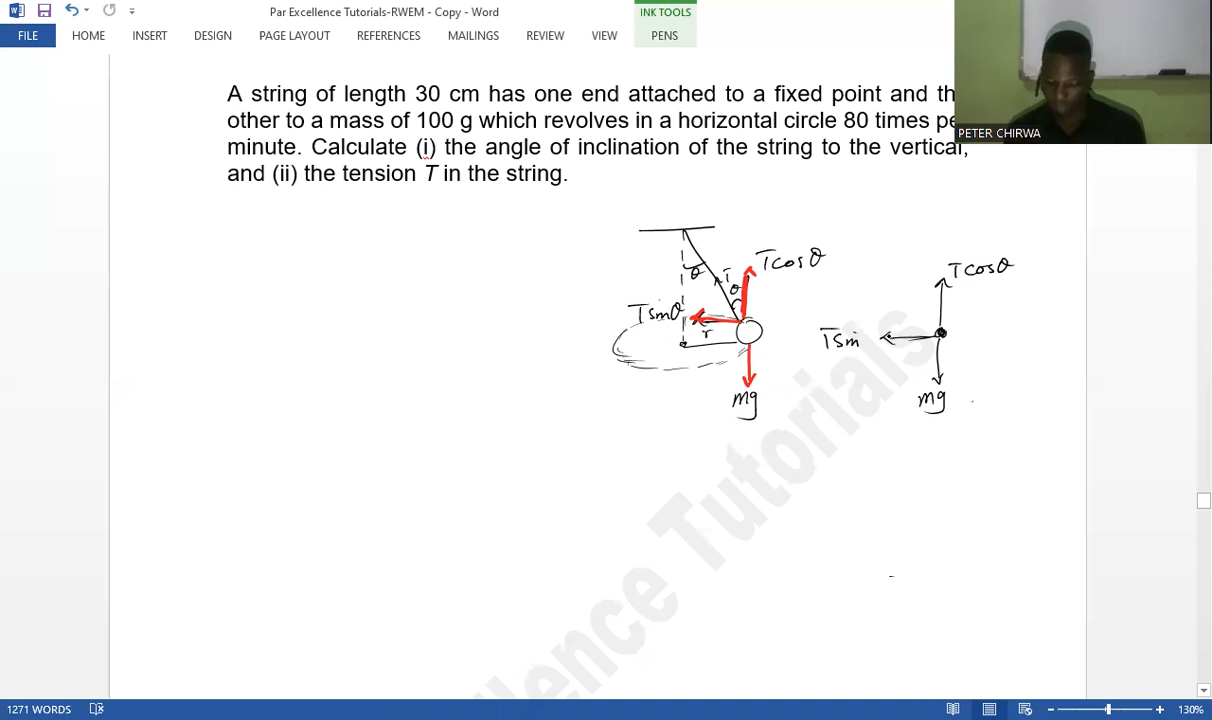 Par Excellence Tutorials-RWEM - Copy - Word
INK TOOLS
FILE HOME INSERT DESIGN PAGE LAYOUT REFERENCES MAILINGS REVIEW VIEW PENS
A string of length 30 cm has one end attached to a fixed point and th
other to a mass of 100 g which revolves in a horizontal circle 80 times pe
minute. Calculate (i) the angle of inclination of the string to the vertical,
and (ii) the tension T in the string.
PETER CHIRWA
Tcosθ
θ
T
θ
Tsinθ
r
mg
Tcosθ
Tsin
mg
ence Tutorials
1271 WORDS
130%